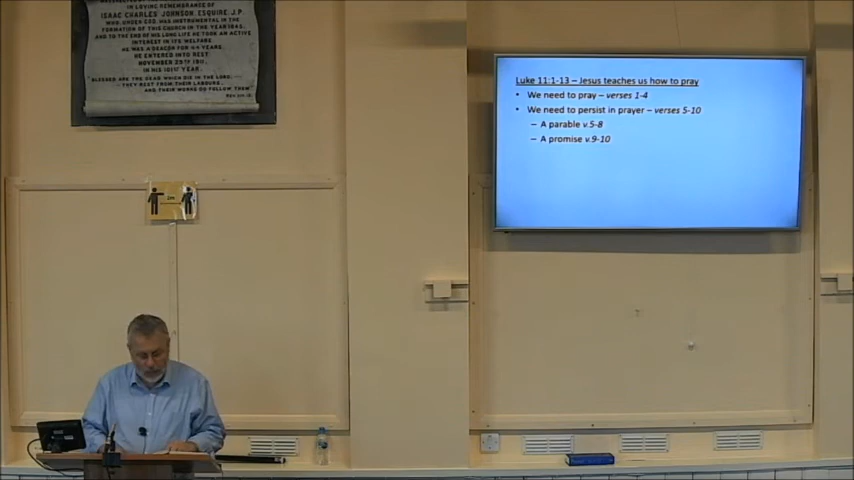 IN LOVING REMEMBRANCE OF
ISAAC CHARLES JOHNSON, ESQUIRE, J.P.
WHO, UNDER GOD, WAS INSTRUMENTAL IN THE
FORMATION OF THIS CHURCH IN THE YEAR 1843,
AND TO THE END OF HIS LONG LIFE HE TOOK AN ACTIVE
INTEREST IN ITS WELFARE.
HE WAS A DEACON FOR YEARS.
HE ENTERED INTO REST
NOVEMBER 29TH 1911,
IN HIS 101ST YEAR.
BLESSED ARE THE DEAD WHICH DIE IN THE LORD
THEY REST FROM THEIR LABOURS,
AND THEIR WORKS DO FOLLOW THEM
Luke 11:1-13 – Jesus teaches us how to pray
• We need to pray – verses 1-4
• We need to persist in prayer – verses 5-10
– A parable v.5-8
– A promise v.9-10